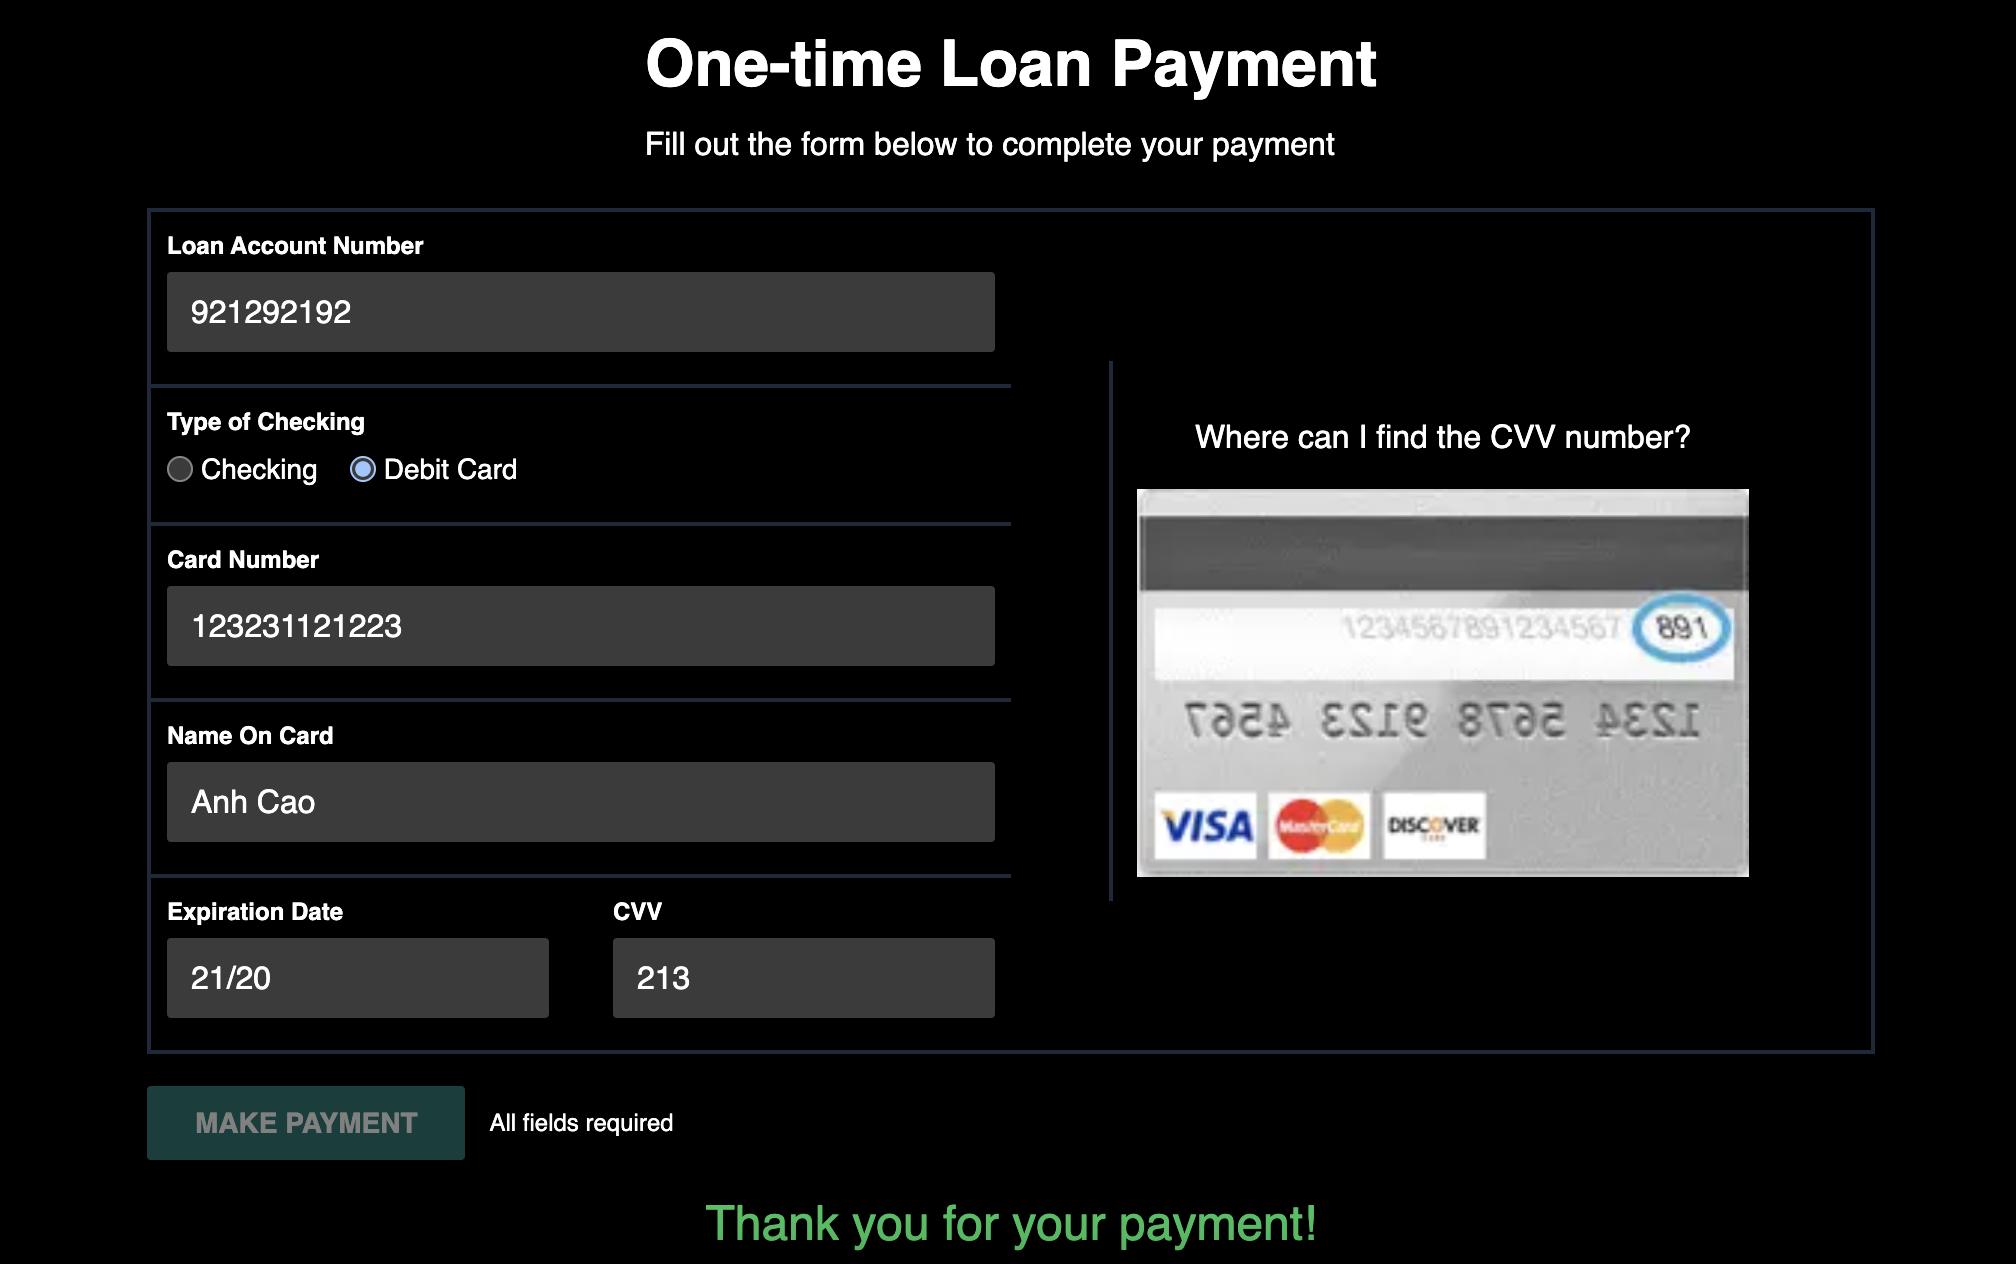 One-time Loan Payment
Fill out the form below to complete your payment
Loan Account Number
921292192
Type of Checking
Checking Debit Card
Card Number
123231121223
Name On Card
Anh Cao
Expiration Date CVV
21/20 213
Where can I find the CVV number?
1234567891234567 891
1234 5678 9123 4567
VISA MasterCard DISCOVER
MAKE PAYMENT All fields required
Thank you for your payment!